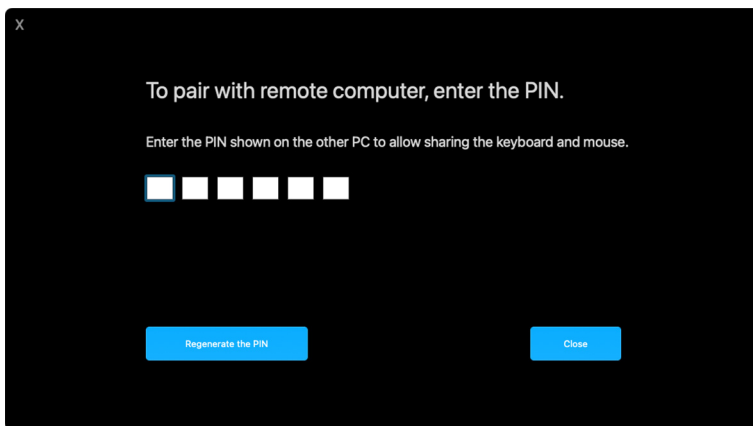 X
To pair with remote computer, enter the PIN.
Enter the PIN shown on the other PC to allow sharing the keyboard and mouse.
Regenerate the PIN
Close